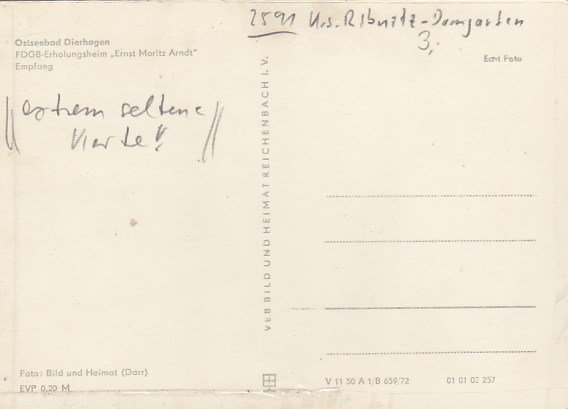 2591 Krs. Ribnitz-Damgarten
3,-
Ostseebad Dierhagen
FDGB-Erholungsheim „Ernst Moritz Arndt"
Empfang
Echt Foto
extrem seltene
Karte!!
VEB BILD UND HEIMAT REICHENBACH I. V.
Foto: Bild und Heimat (Darr)
EVP 0,20 M
V 11 50 A 1/B 659/72 01 01 02 257